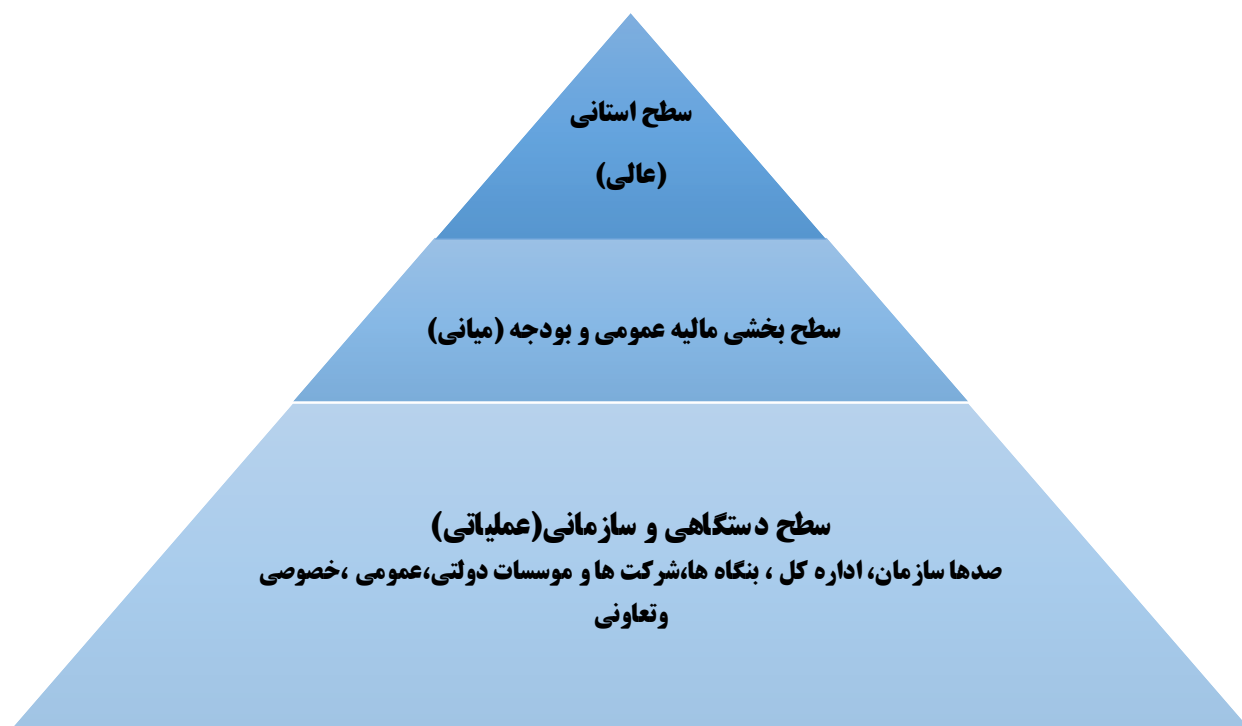 سطح استانی
(عالی)
سطح بخشی مالیه عمومی و بودجه (میانی)
سطح دستگاهی و سازمانی(عملیاتی)
صدها سازمان، اداره کل ، بنگاه ها،شرکت ها و موسسات دولتی،عمومی ،خصوصی
وتعاونی